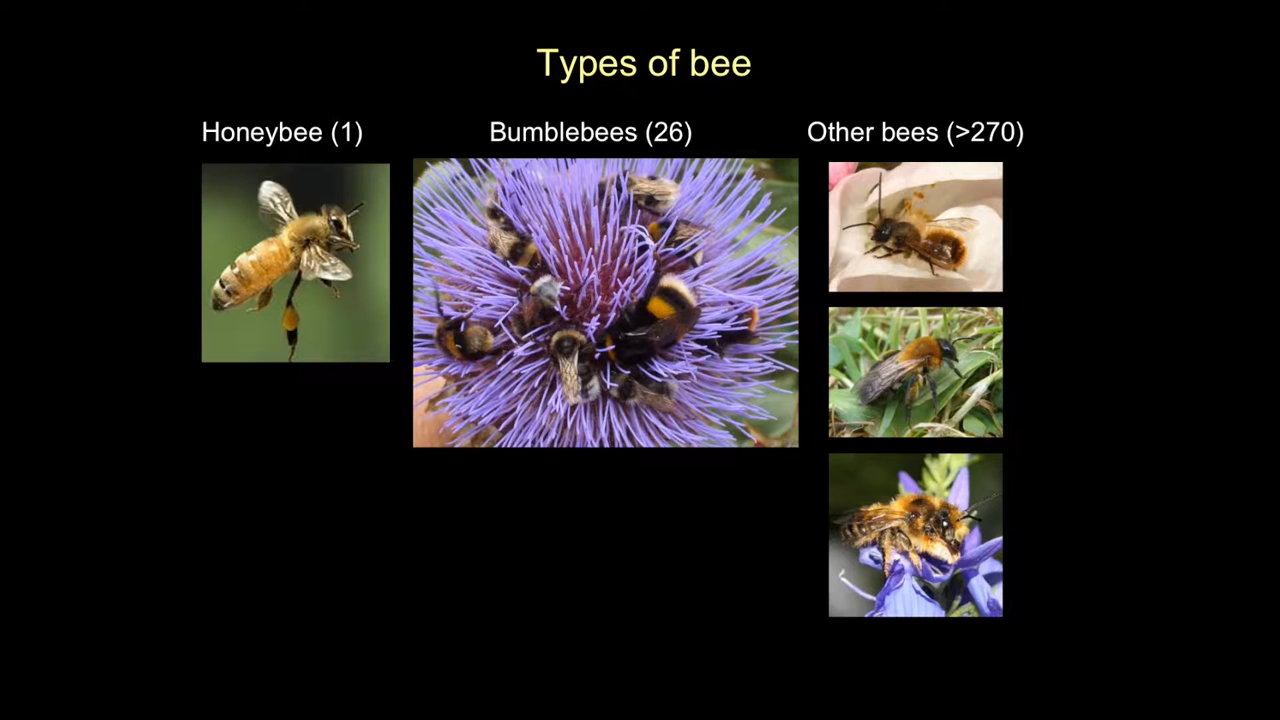 Types of bee
Honeybee (1)
Bumblebees (26)
Other bees (>270)